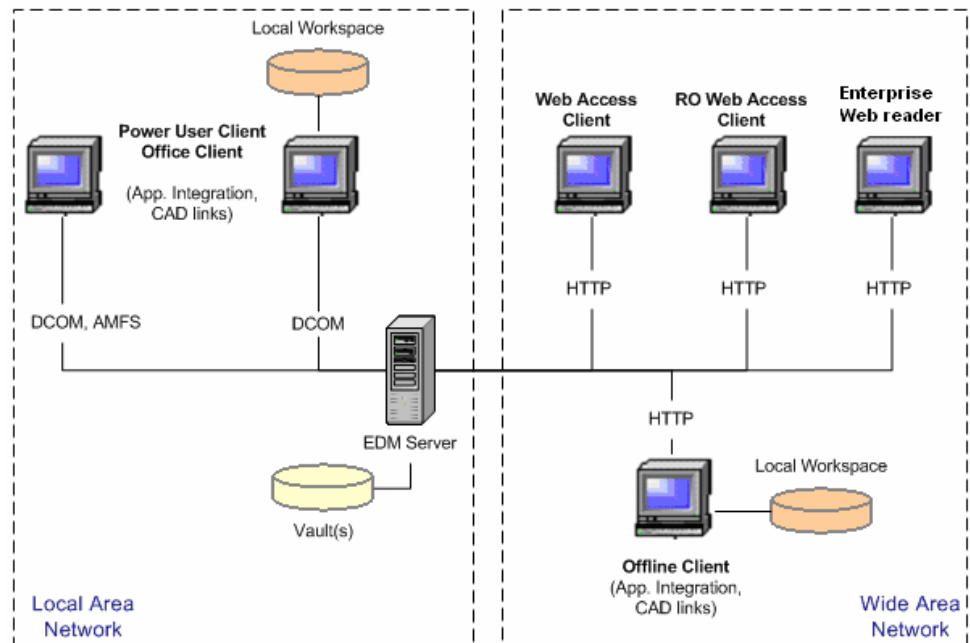 Local Workspace
Power User Client
Office Client
(App. Integration,
CAD links)
DCOM, AMFS
DCOM
EDM Server
Vault(s)
Local Area
Network
Web Access
Client
RO Web Access
Client
Enterprise
Web reader
HTTP
HTTP
HTTP
HTTP
Local Workspace
Offline Client
(App. Integration,
CAD links)
Wide Area
Network